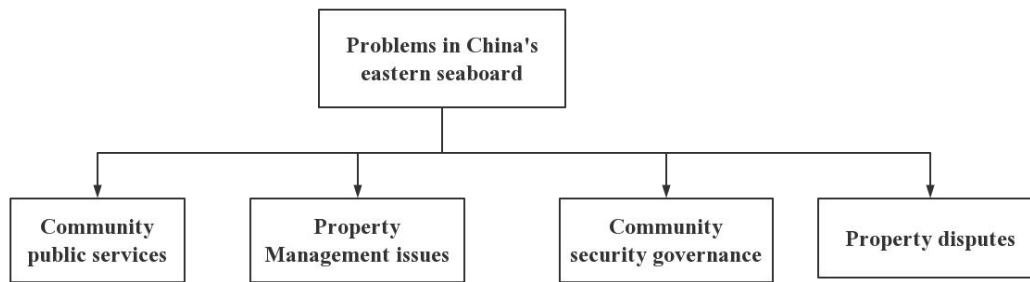 Problems in China's
eastern seaboard
Community
public services
Property
Management issues
Community
security governance
Property disputes